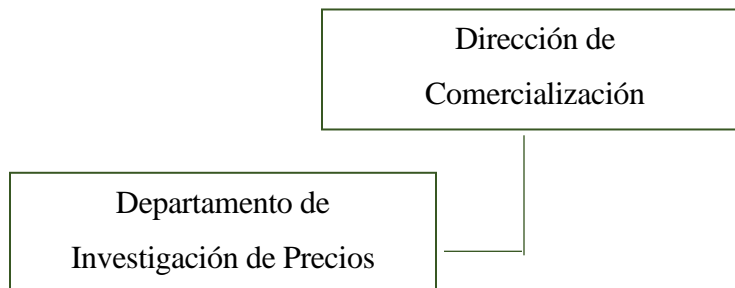 Dirección de
Comercialización
Departamento de
Investigación de Precios